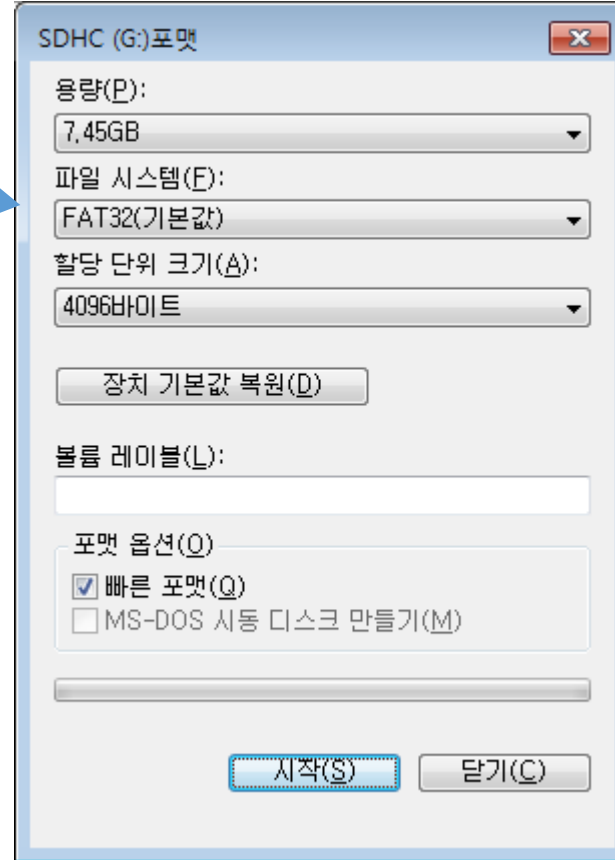 SDHC (G:)포맷
용량(P):
7,45GB
파일 시스템(F):
FAT32(기본값)
할당 단위 크기(A):
4096바이트
장치 기본값 복원(D)
볼륨 레이블(L):
포맷 옵션(O)
빠른 포맷(Q)
MS-DOS 시동 디스크 만들기(M)
시작(S)
닫기(C)